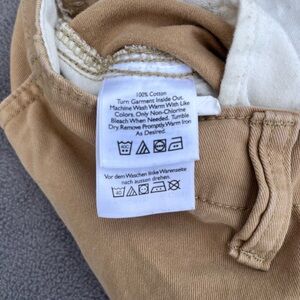 100% Cotton
Turn Garment Inside Out.
Machine Wash Warm With Like
Colors. Only Non-Chlorine
Bleach When Needed. Tumble
Dry Remove Promptly. Warm Iron
As Desired.
Vor dem Waschen linke Warenseite
nach aussen drehen.